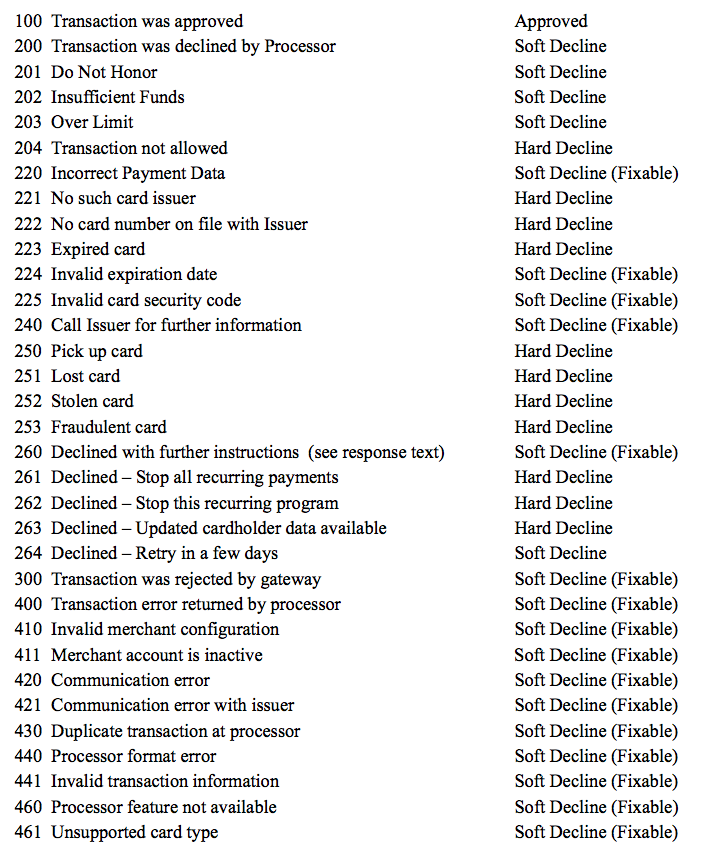 100 Transaction was approved Approved
200 Transaction was declined by Processor Soft Decline
201 Do Not Honor Soft Decline
202 Insufficient Funds Soft Decline
203 Over Limit Soft Decline
204 Transaction not allowed Hard Decline
220 Incorrect Payment Data Soft Decline (Fixable)
221 No such card issuer Hard Decline
222 No card number on file with Issuer Hard Decline
223 Expired card Hard Decline
224 Invalid expiration date Soft Decline (Fixable)
225 Invalid card security code Soft Decline (Fixable)
240 Call Issuer for further information Soft Decline (Fixable)
250 Pick up card Hard Decline
251 Lost card Hard Decline
252 Stolen card Hard Decline
253 Fraudulent card Hard Decline
260 Declined with further instructions (see response text) Soft Decline (Fixable)
261 Declined – Stop all recurring payments Hard Decline
262 Declined – Stop this recurring program Hard Decline
263 Declined – Updated cardholder data available Hard Decline
264 Declined – Retry in a few days Soft Decline
300 Transaction was rejected by gateway Soft Decline (Fixable)
400 Transaction error returned by processor Soft Decline (Fixable)
410 Invalid merchant configuration Soft Decline (Fixable)
411 Merchant account is inactive Soft Decline (Fixable)
420 Communication error Soft Decline (Fixable)
421 Communication error with issuer Soft Decline (Fixable)
430 Duplicate transaction at processor Soft Decline (Fixable)
440 Processor format error Soft Decline (Fixable)
441 Invalid transaction information Soft Decline (Fixable)
460 Processor feature not available Soft Decline (Fixable)
461 Unsupported card type Soft Decline (Fixable)